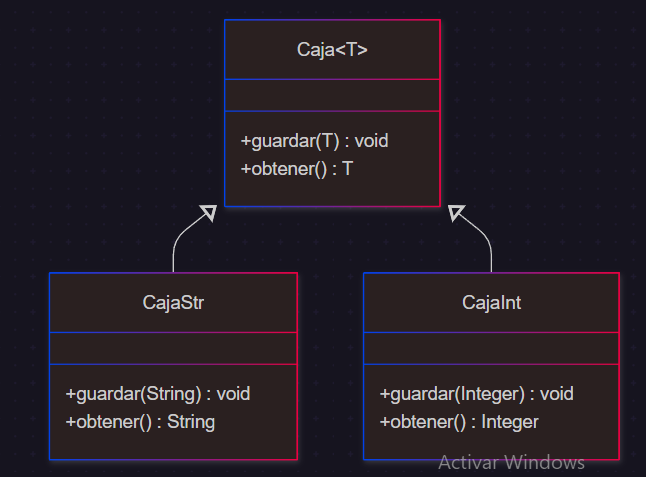 Caja<T>
+guardar(T) : void
+obtener() : T
CajaStr
+guardar(String) : void
+obtener() : String
CajaInt
+guardar(Integer) : void
+obtener() : Integer
Activar Windows